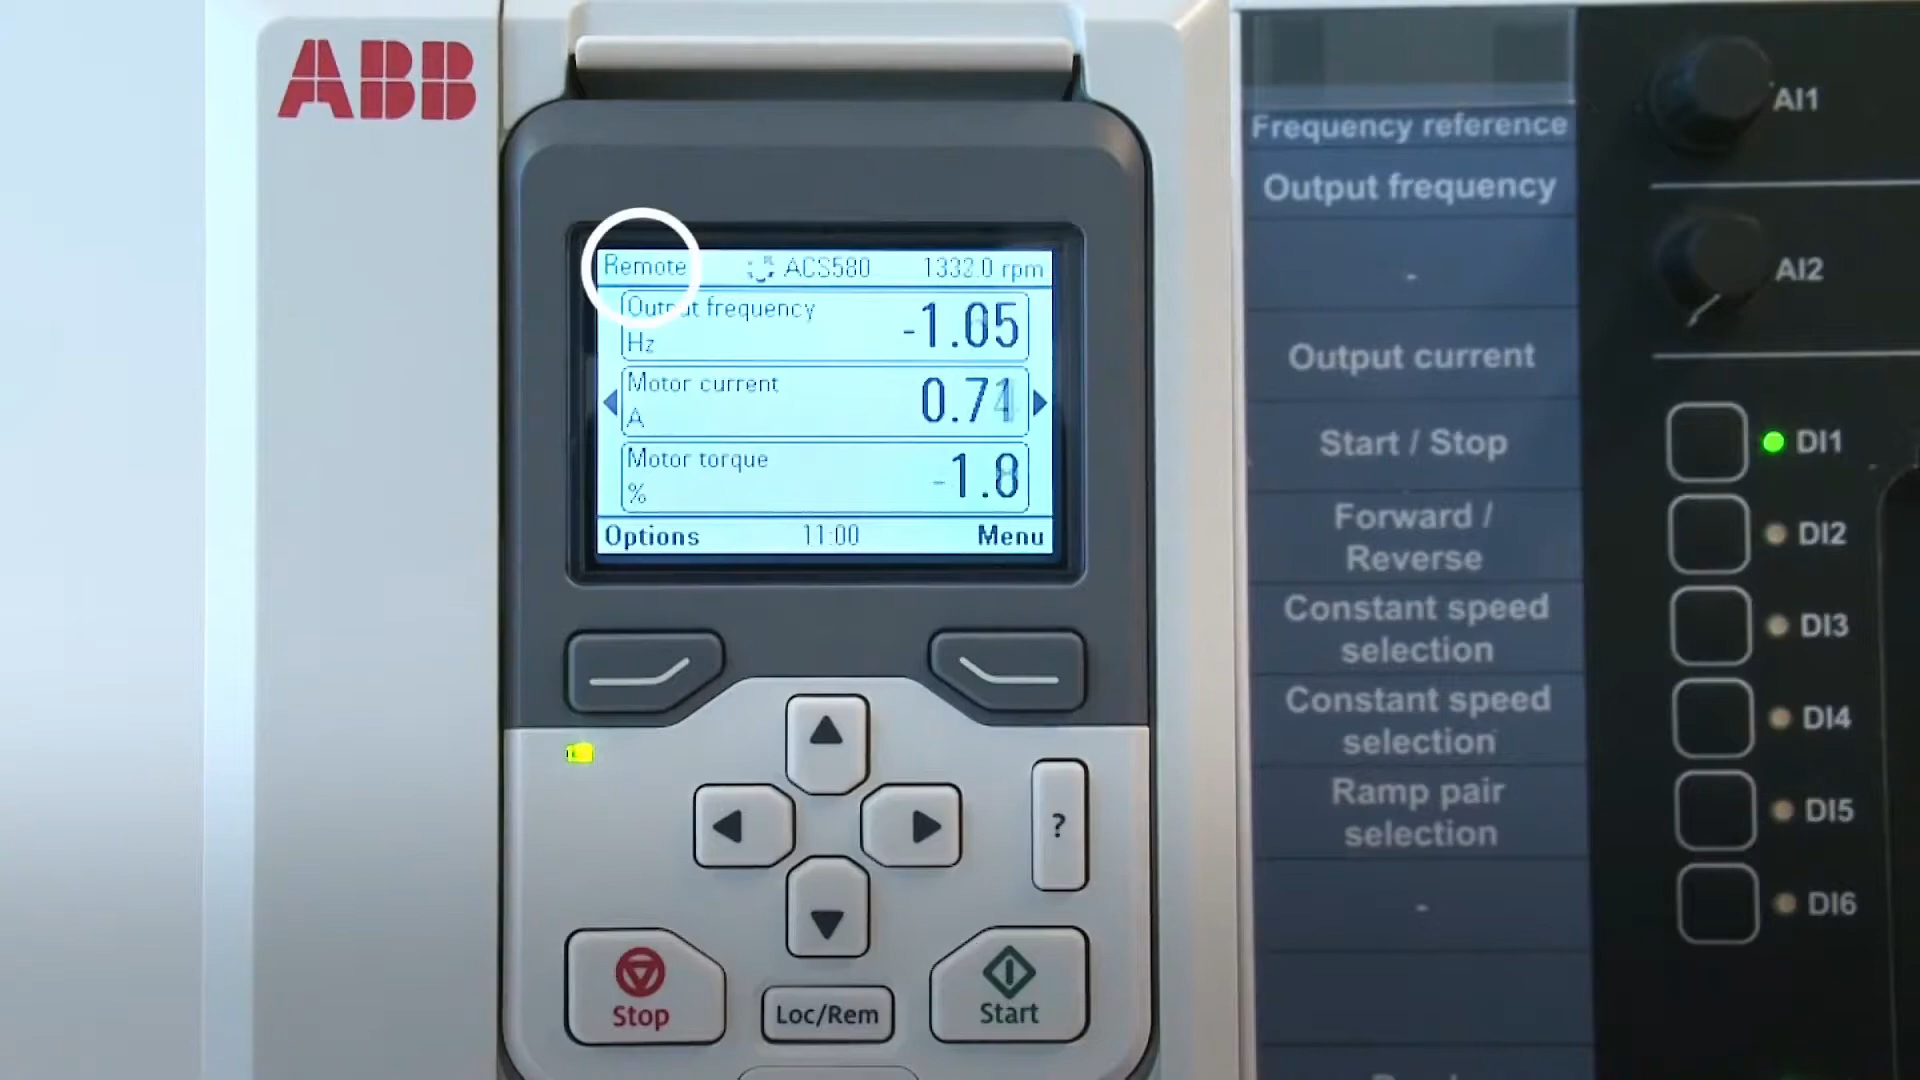 ABB
Remote ACS580 1332.0 rpm
Output frequency
Hz
-1.05
Motor current
A
Motor torque
%
-1.8
Options 11:00 Menu
?
Stop
Loc/Rem
Start
Frequency reference
Output frequency
-
Output current
Start / Stop
Forward /
Reverse
Constant speed
selection
Constant speed
selection
Ramp pair
selection
-
AI1
AI2
DI1
DI2
DI3
DI4
DI5
DI6